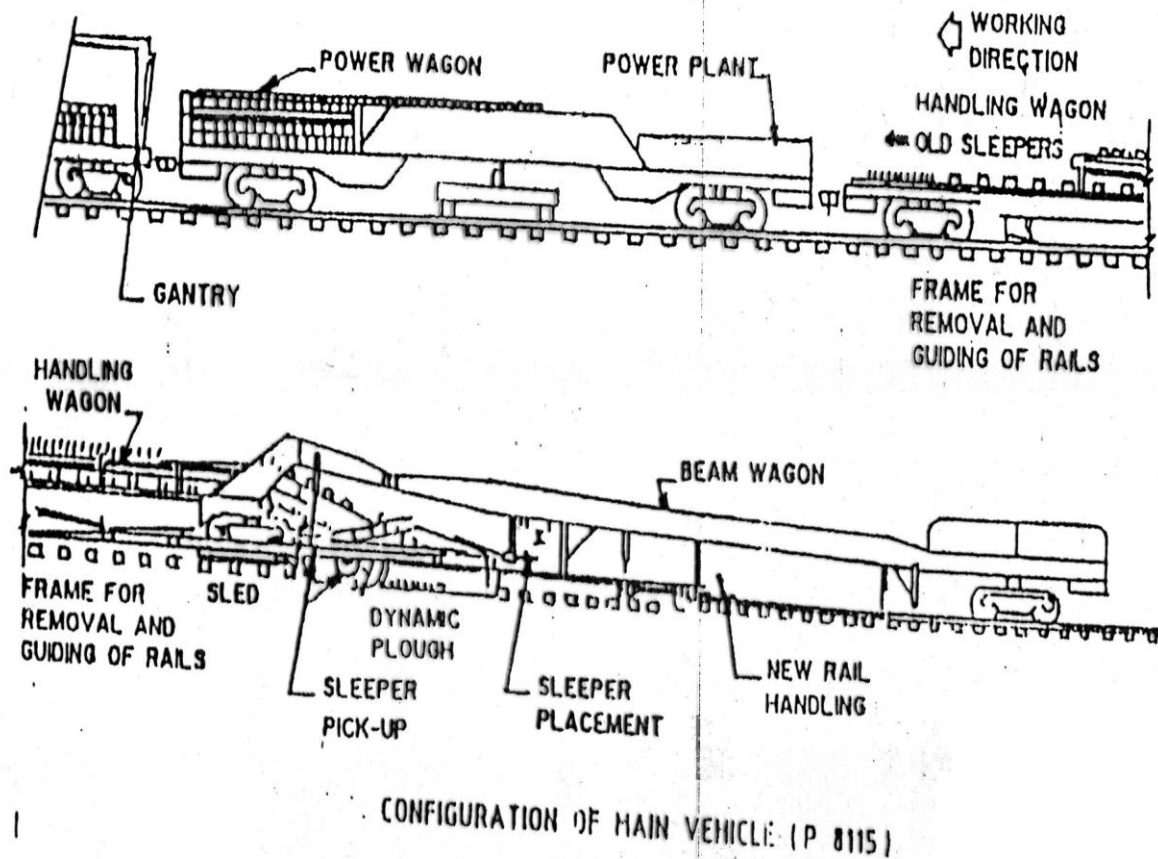 WORKING
DIRECTION
POWER WAGON
POWER PLANT
HANDLING WAGON
OLD SLEEPERS
GANTRY
FRAME FOR
REMOVAL AND
GUIDING OF RAILS
HANDLING
WAGON
BEAM WAGON
FRAME FOR
REMOVAL AND
GUIDING OF RAILS
SLED
DYNAMIC
PLOUGH
SLEEPER
PICK-UP
SLEEPER
PLACEMENT
NEW RAIL
HANDLING
CONFIGURATION OF MAIN VEHICLE (P 8115)